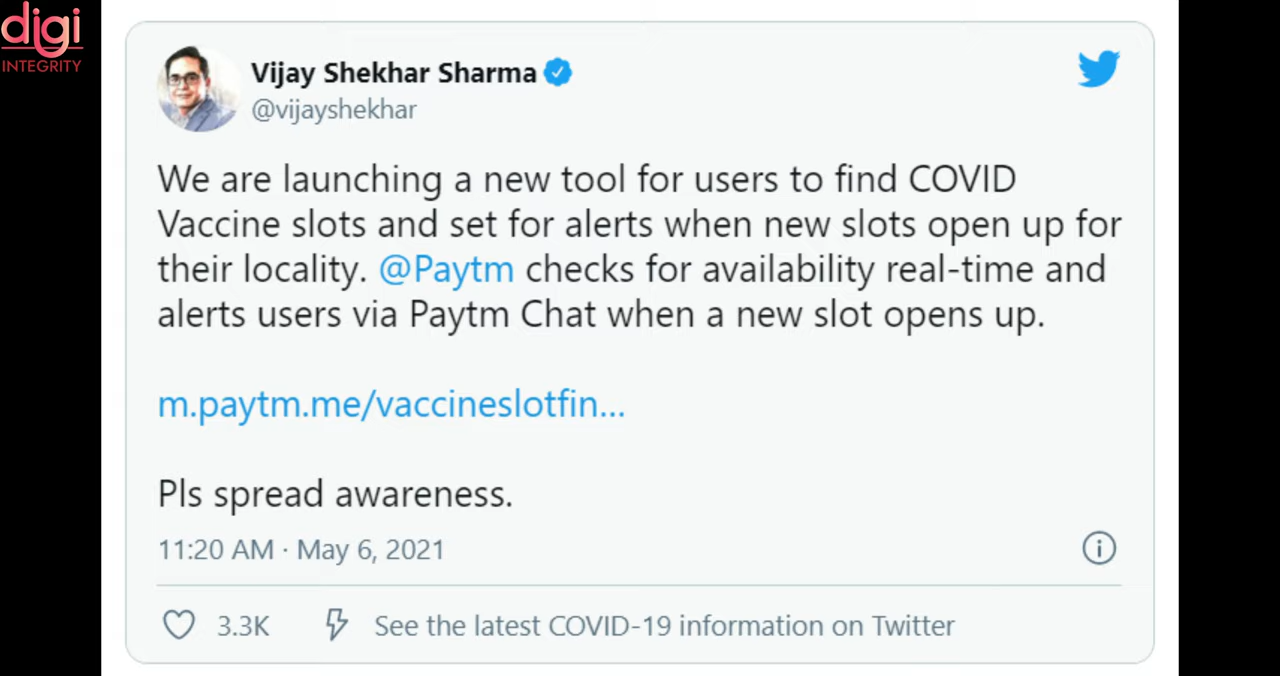 digi
INTEGRITY
Vijay Shekhar Sharma
@vijayshekhar
We are launching a new tool for users to find COVID
Vaccine slots and set for alerts when new slots open up for
their locality. @Paytm checks for availability real-time and
alerts users via Paytm Chat when a new slot opens up.
m.paytm.me/vaccineslotfin...
Pls spread awareness.
11:20 AM · May 6, 2021
3.3K See the latest COVID-19 information on Twitter